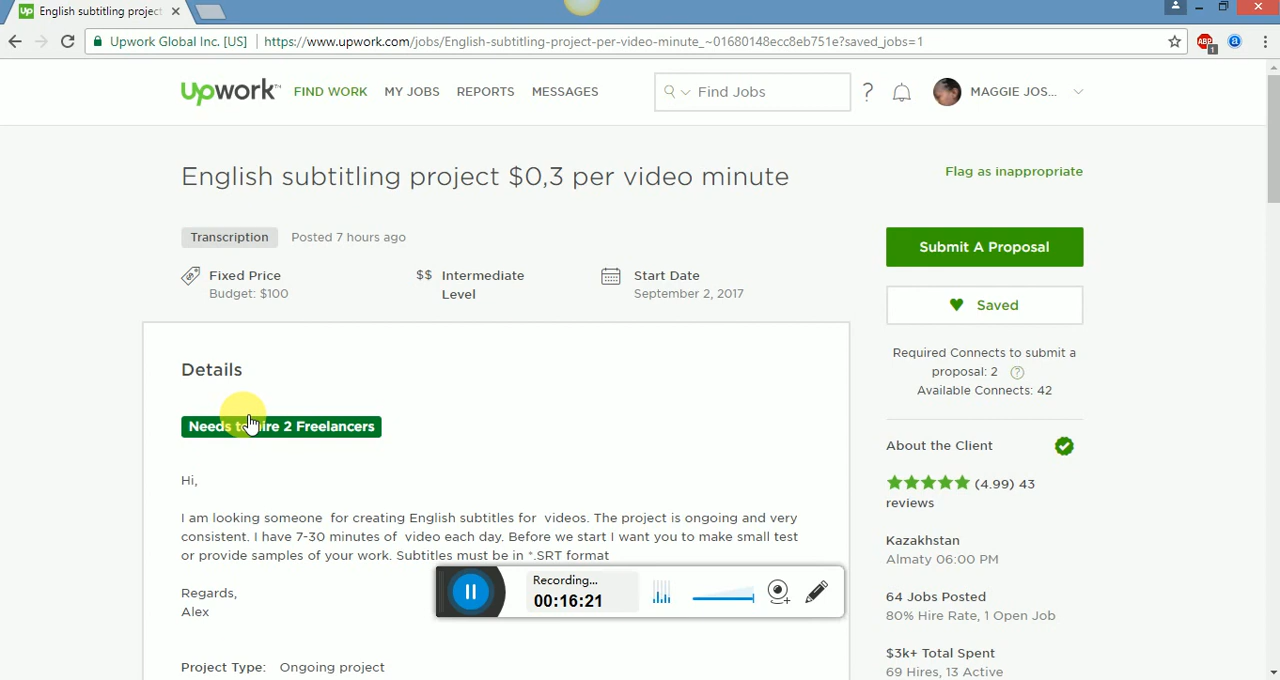 English subtitling project
Upwork Global Inc. [US] https://www.upwork.com/jobs/English-subtitling-project-per-video-minute_~01680148ecc8eb751e?saved_jobs=1
ABP 1 a
Upwork FIND WORK MY JOBS REPORTS MESSAGES Find Jobs ? MAGGIE JOS...
English subtitling project $0,3 per video minute
Flag as inappropriate
Transcription Posted 7 hours ago
Submit A Proposal
Fixed Price
Budget: $100
$$ Intermediate
Level
Start Date
September 2, 2017
Saved
Required Connects to submit a
proposal: 2 ?
Available Connects: 42
Details
Needs to Hire 2 Freelancers
Hi,
I am looking someone for creating English subtitles for videos. The project is ongoing and very
consistent. I have 7-30 minutes of video each day. Before we start I want you to make small test
or provide samples of your work. Subtitles must be in *.SRT format
Regards,
Alex
Project Type: Ongoing project
Recording...
00:16:21
About the Client
(4.99) 43
reviews
Kazakhstan
Almaty 06:00 PM
64 Jobs Posted
80% Hire Rate, 1 Open Job
$3k+ Total Spent
69 Hires, 13 Active